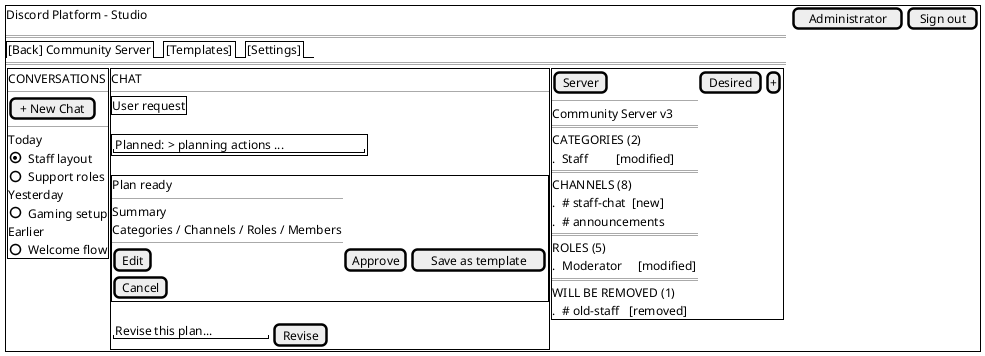 Discord Platform - Studio
Administrator
Sign out
[Back] Community Server
[Templates]
[Settings]
CONVERSATIONS
+ New Chat
Today
Staff layout
Support roles
Yesterday
Gaming setup
Earlier
Welcome flow
CHAT
User request
Planned: > planning actions ...
Plan ready
Summary
Categories / Channels / Roles / Members
Edit
Approve
Save as template
Cancel
Revise this plan...
Revise
Server
Desired
+
Community Server v3
CATEGORIES (2)
. Staff [modified]
CHANNELS (8)
. # staff-chat [new]
. # announcements
ROLES (5)
. Moderator [modified]
WILL BE REMOVED (1)
. # old-staff [removed]